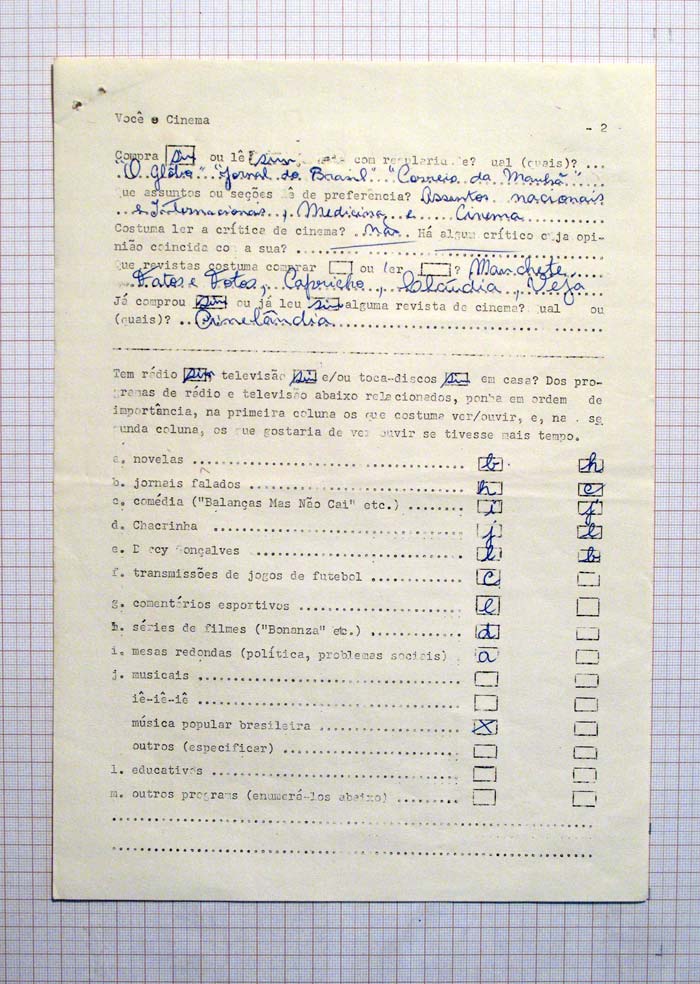 Você e Cinema
- 2
Compra sim ou lê sim com regularid e? ual (quais)? ...
"O Globo" "Jornal do Brasil" "Correio da Manhã"
que assuntos ou seções lê de preferência? Assuntos nacionais
e Internacionais, Medicina e Cinema
Costuma ler a crítica de cinema? .não.. Há algum crítico cuja opi-
nião coincida com a sua? ..
que revistas costuma comprar ou ler ? Manchete
Fatos e Fotos, Capricho, Claudia, Veja
Já comprou sim ou já leu sim alguma revista de cinema? ual ou
(quais)? ..Cinelândia
Tem rádio sim televisão sim e/ou toca-discos sim em casa? Dos pro-
gramas de rádio e televisão abaixo relacionados, ponha em ordem de
importância, na primeira coluna os que costuma ver/ouvir, e, na . se
gunda coluna, os que gostaria de ver ouvir se tivesse mais tempo.
a. novelas b h
b. jornais falados h c
c. comédia ("Balanças Mas Não Cai" etc.) i j
d. Chacrinha j l
e. D rcy Gonçalves l b
f. transmissões de jogos de futebol c
g. comentários esportivos e
h. séries de filmes ("Bonanza" etc.) d
i. mesas redondas (política, problemas sociais) a
j. musicais
iê-iê-iê
música popular brasileira X
outros (especificar)
l. educativos
m. outros programs (enumerá-los abaixo)